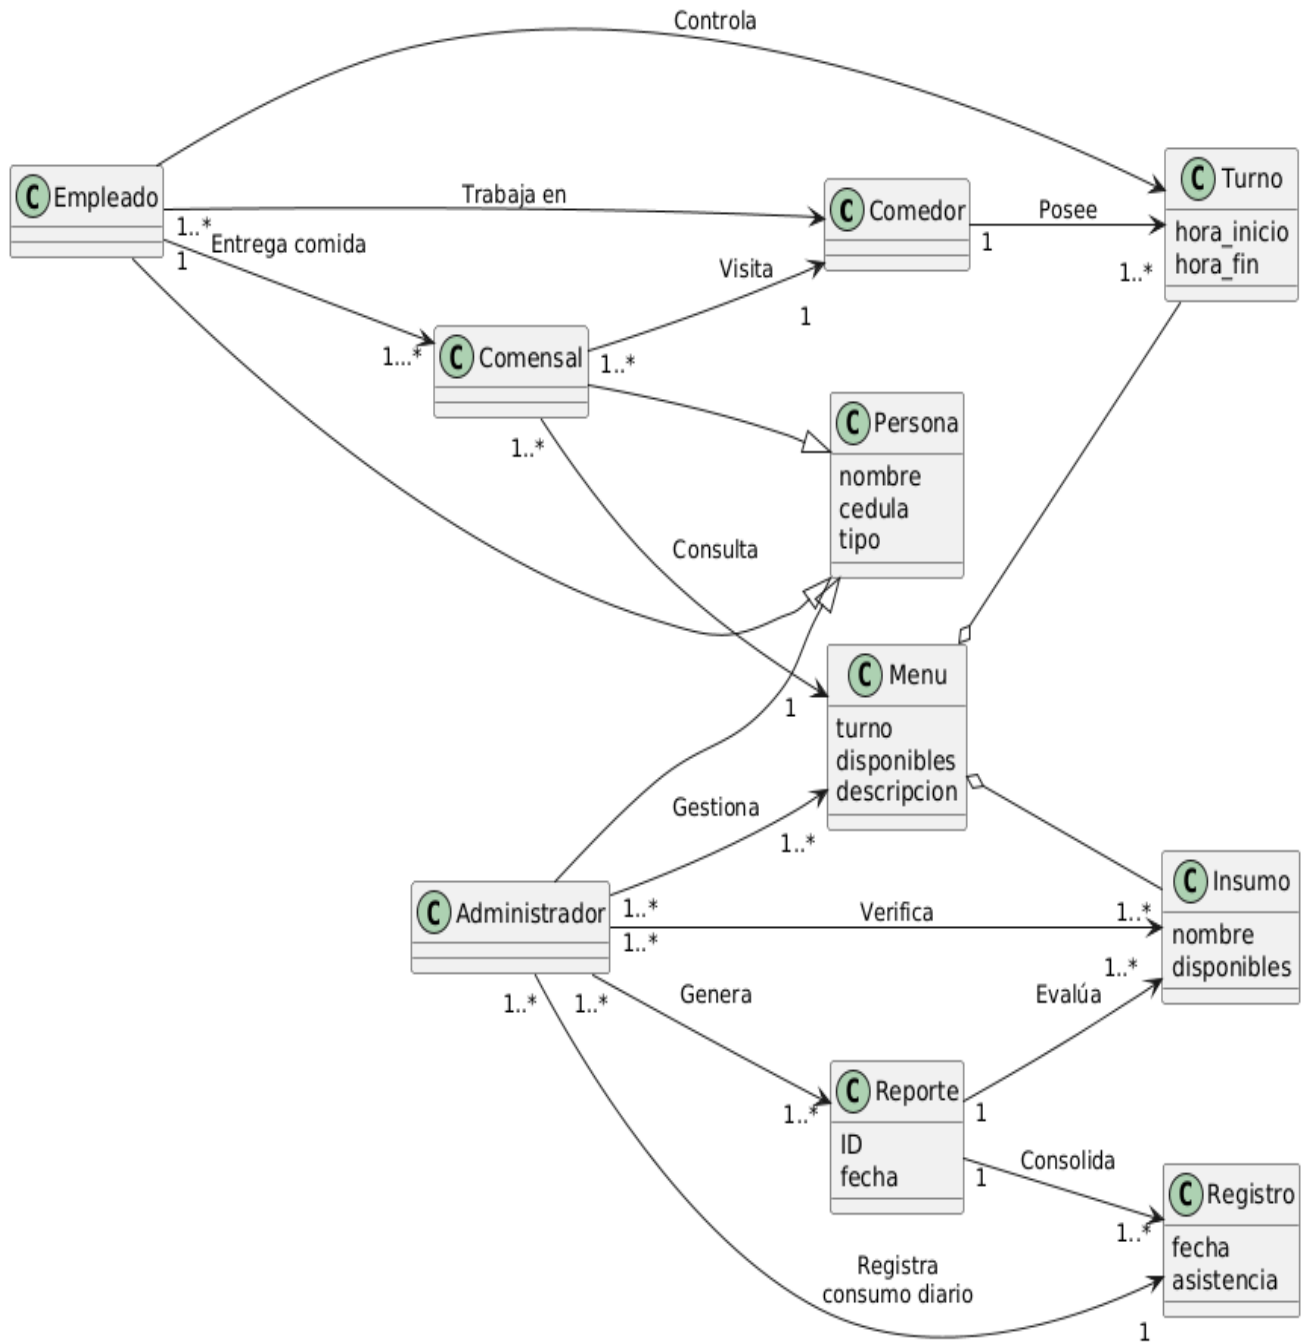 Controla
C Empleado
Trabaja en
1..*
Entrega comida
1
C Comedor
1
Posee
C Turno
hora_inicio
hora_fin
1..*
Visita
1
1...*
C Comensal
1..*
1..*
C Persona
nombre
cedula
tipo
Consulta
1
C Menu
turno
disponibles
descripcion
Gestiona
1..*
C Administrador
1..*
1..*
Verifica
1..*
C Insumo
nombre
disponibles
1..*
1..*
1..*
Genera
Evalúa
1..*
C Reporte
ID
fecha
1
1
Consolida
1..*
C Registro
fecha
asistencia
Registra
consumo diario
1